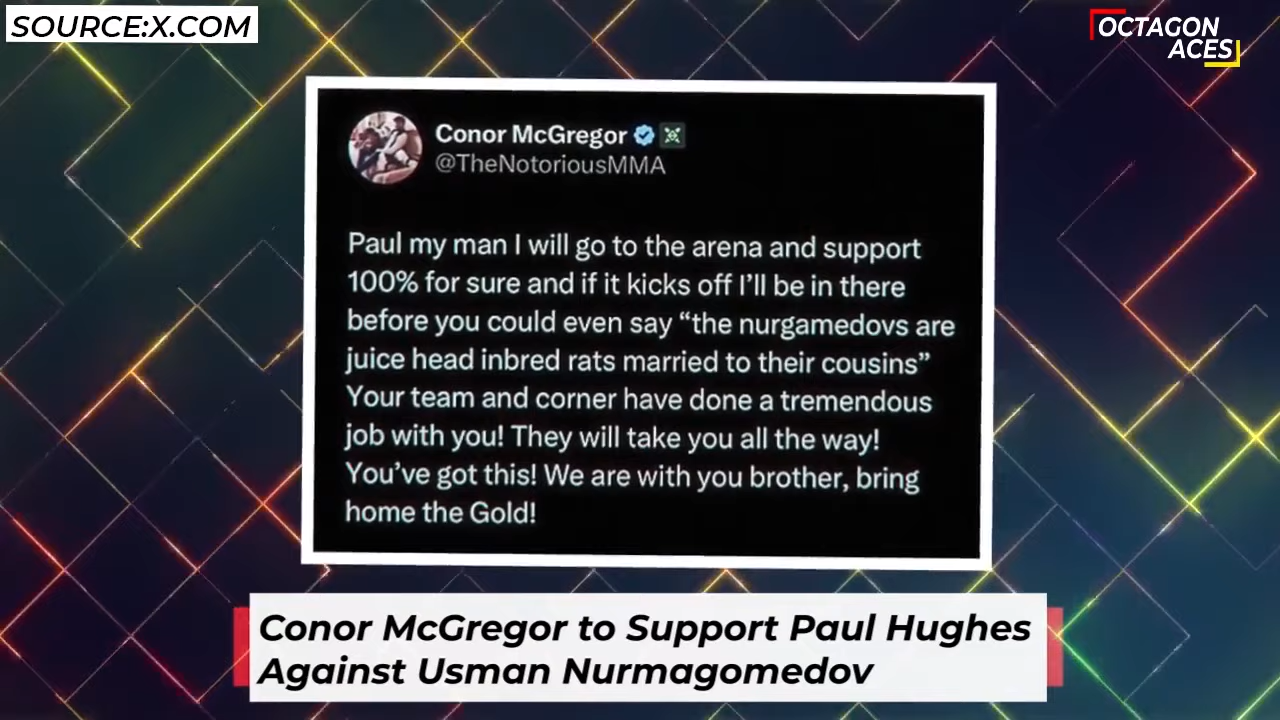 SOURCE:X.COM
OCTAGON
ACES
Conor McGregor
@TheNotoriousMMA
Paul my man I will go to the arena and support
100% for sure and if it kicks off I’ll be in there
before you could even say “the nurgamedovs are
juice head inbred rats married to their cousins”
Your team and corner have done a tremendous
job with you! They will take you all the way!
You’ve got this! We are with you brother, bring
home the Gold!
Conor McGregor to Support Paul Hughes
Against Usman Nurmagomedov